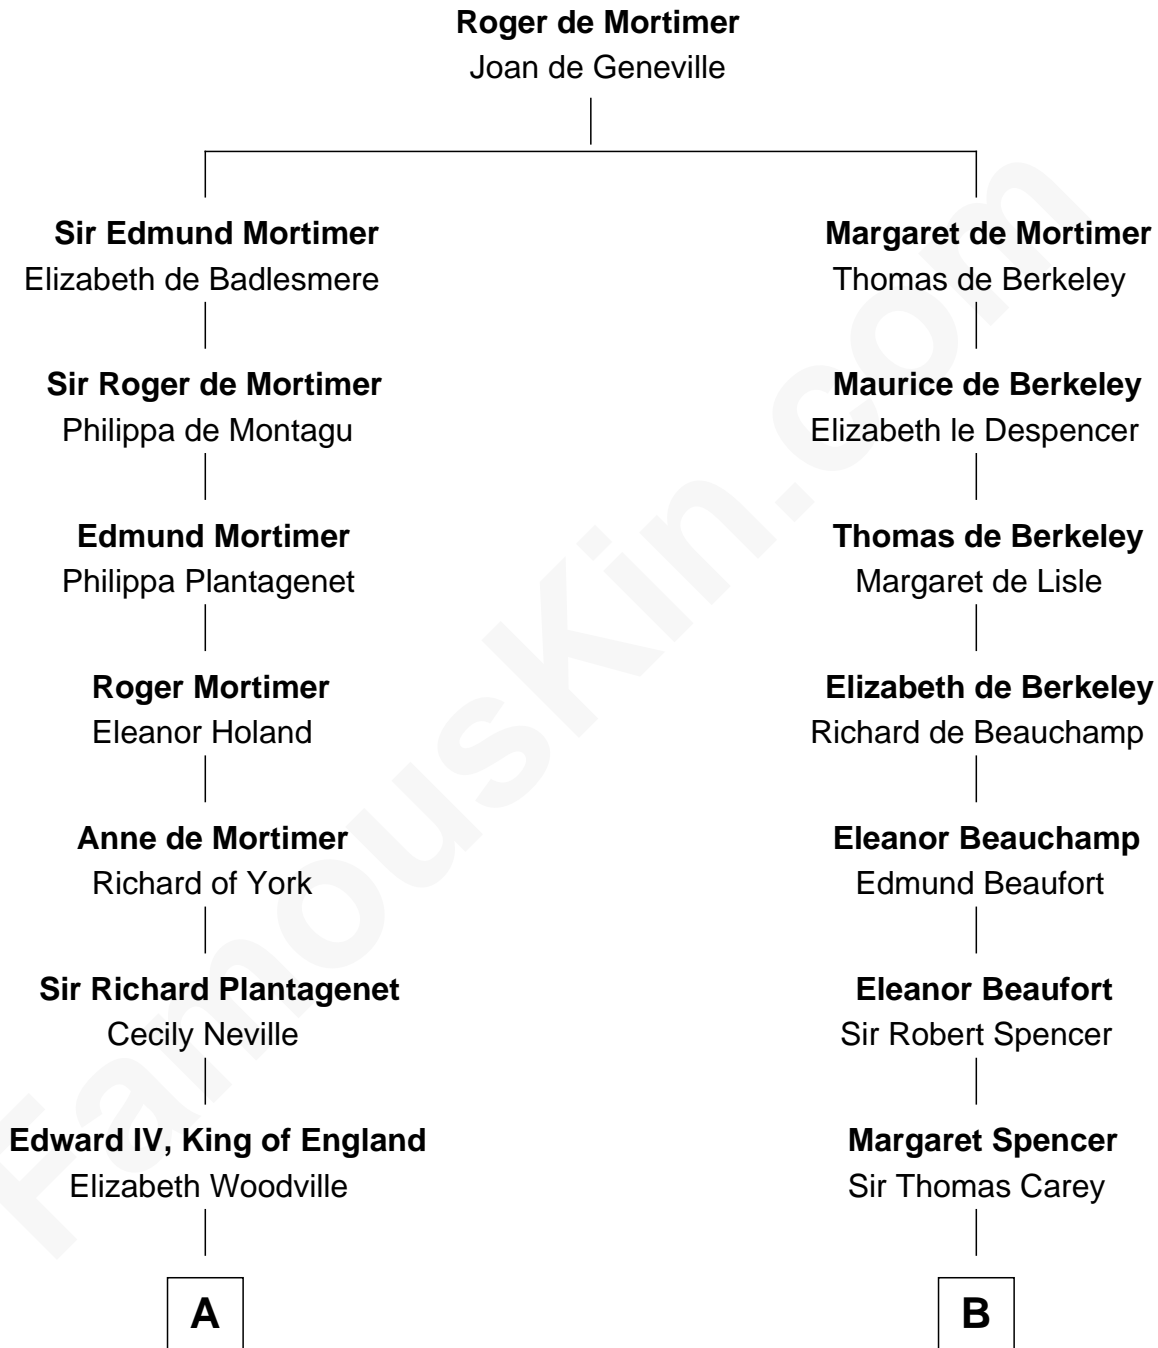 Roger de Mortimer
Joan de Geneville
Sir Edmund Mortimer
Elizabeth de Badlesmere
Margaret de Mortimer
Thomas de Berkeley
Sir Roger de Mortimer
Philippa de Montagu
Maurice de Berkeley
Elizabeth le Despencer
Edmund Mortimer
Philippa Plantagenet
Thomas de Berkeley
Margaret de Lisle
Roger Mortimer
Eleanor Holand
Elizabeth de Berkeley
Richard de Beauchamp
Anne de Mortimer
Richard of York
Eleanor Beauchamp
Edmund Beaufort
Sir Richard Plantagenet
Cecily Neville
Eleanor Beaufort
Sir Robert Spencer
Edward IV, King of England
Elizabeth Woodville
Margaret Spencer
Sir Thomas Carey
A
B
FamousKin.com